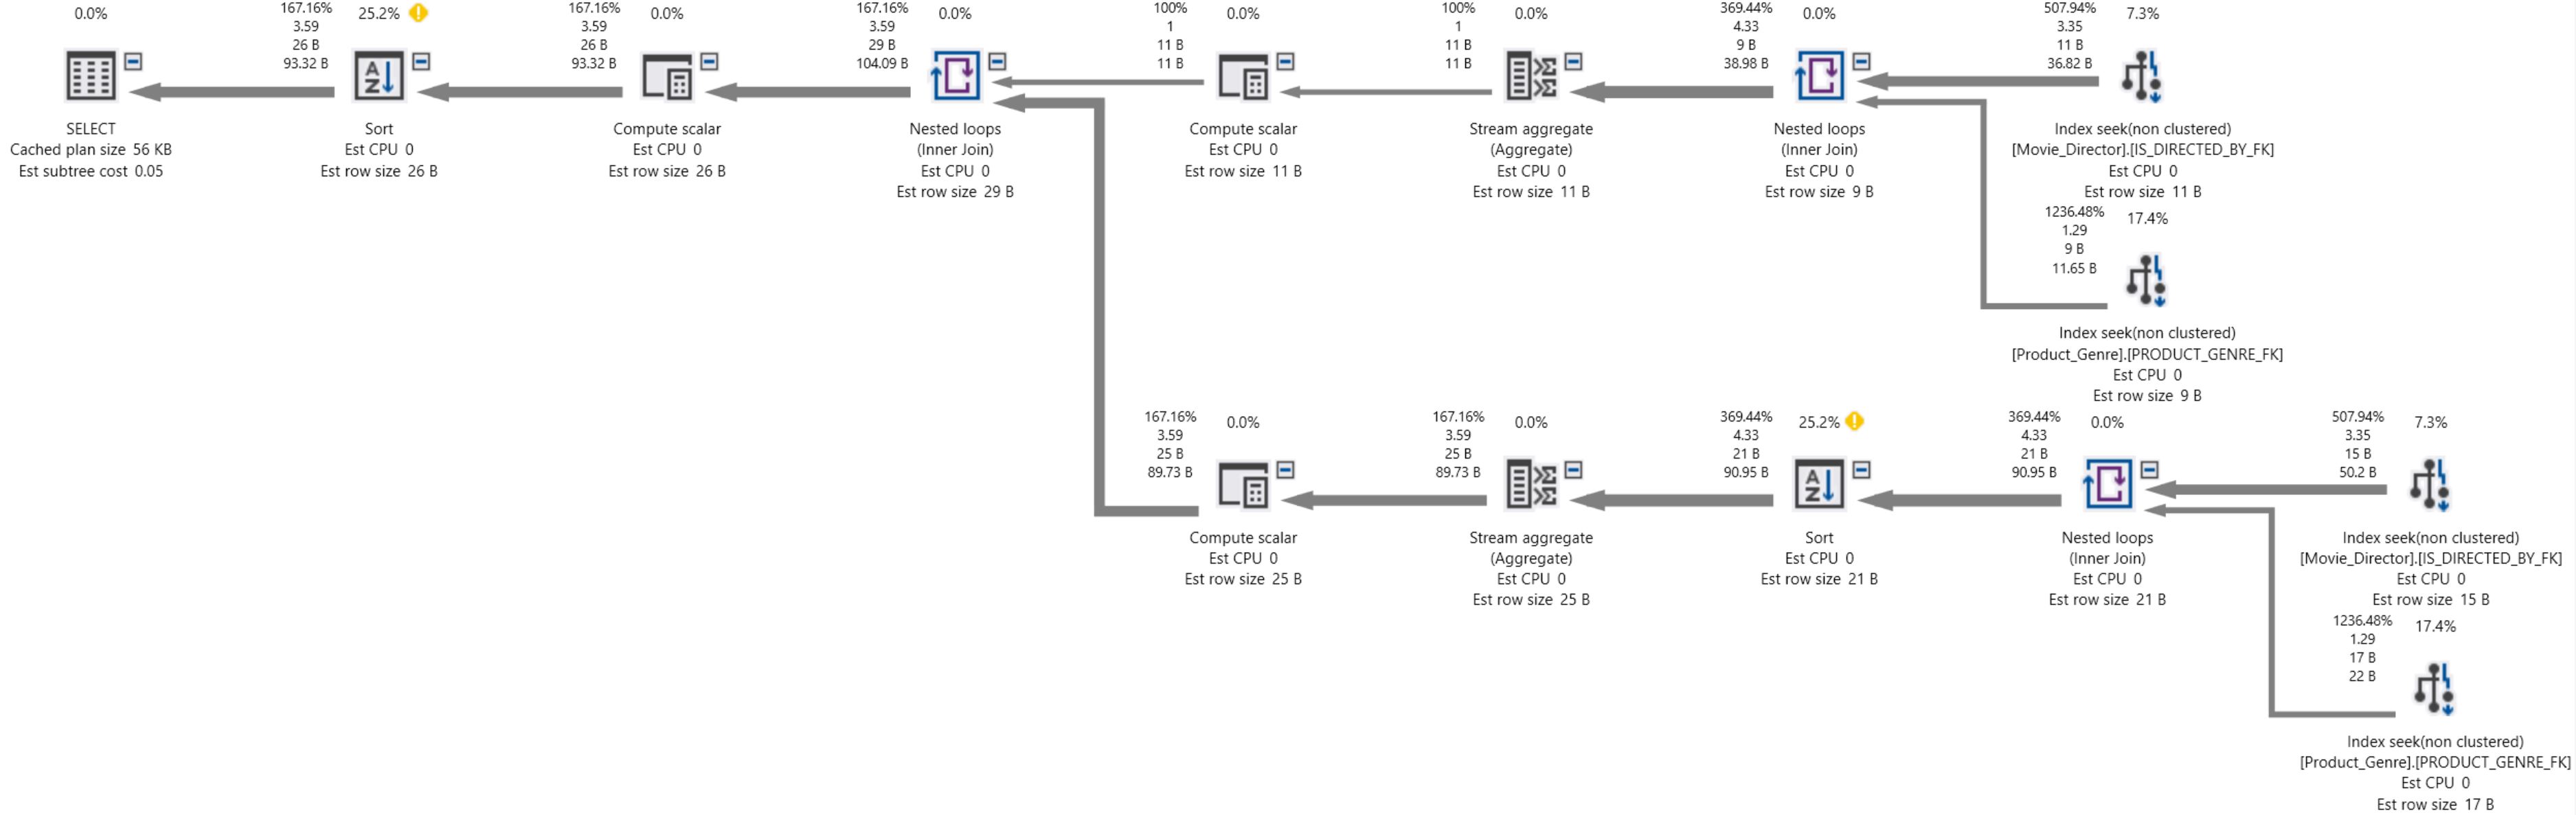 0.0%
167.16%
3.59
26 B
93.32 B
25.2%
167.16%
3.59
26 B
93.32 B
0.0%
167.16%
3.59
29 B
104.09 B
0.0%
100%
1
11 B
11 B
0.0%
100%
1
11 B
11 B
0.0%
369.44%
4.33
9 B
38.98 B
0.0%
507.94%
3.35
11 B
36.82 B
7.3%
SELECT
Cached plan size 56 KB
Est subtree cost 0.05
Sort
Est CPU 0
Est row size 26 B
Compute scalar
Est CPU 0
Est row size 26 B
Nested loops
(Inner Join)
Est CPU 0
Est row size 29 B
Compute scalar
Est CPU 0
Est row size 11 B
Stream aggregate
(Aggregate)
Est CPU 0
Est row size 11 B
Nested loops
(Inner Join)
Est CPU 0
Est row size 9 B
Index seek(non clustered)
[Movie_Director].[IS_DIRECTED_BY_FK]
Est CPU 0
Est row size 11 B
1236.48%
1.29
9 B
11.65 B
17.4%
Index seek(non clustered)
[Product_Genre].[PRODUCT_GENRE_FK]
Est CPU 0
Est row size 9 B
167.16%
3.59
25 B
89.73 B
0.0%
167.16%
3.59
25 B
89.73 B
0.0%
369.44%
4.33
21 B
90.95 B
25.2%
369.44%
4.33
21 B
90.95 B
0.0%
507.94%
3.35
15 B
50.2 B
7.3%
Compute scalar
Est CPU 0
Est row size 25 B
Stream aggregate
(Aggregate)
Est CPU 0
Est row size 25 B
Sort
Est CPU 0
Est row size 21 B
Nested loops
(Inner Join)
Est CPU 0
Est row size 21 B
Index seek(non clustered)
[Movie_Director].[IS_DIRECTED_BY_FK]
Est CPU 0
Est row size 15 B
1236.48%
1.29
17 B
22 B
17.4%
Index seek(non clustered)
[Product_Genre].[PRODUCT_GENRE_FK]
Est CPU 0
Est row size 17 B